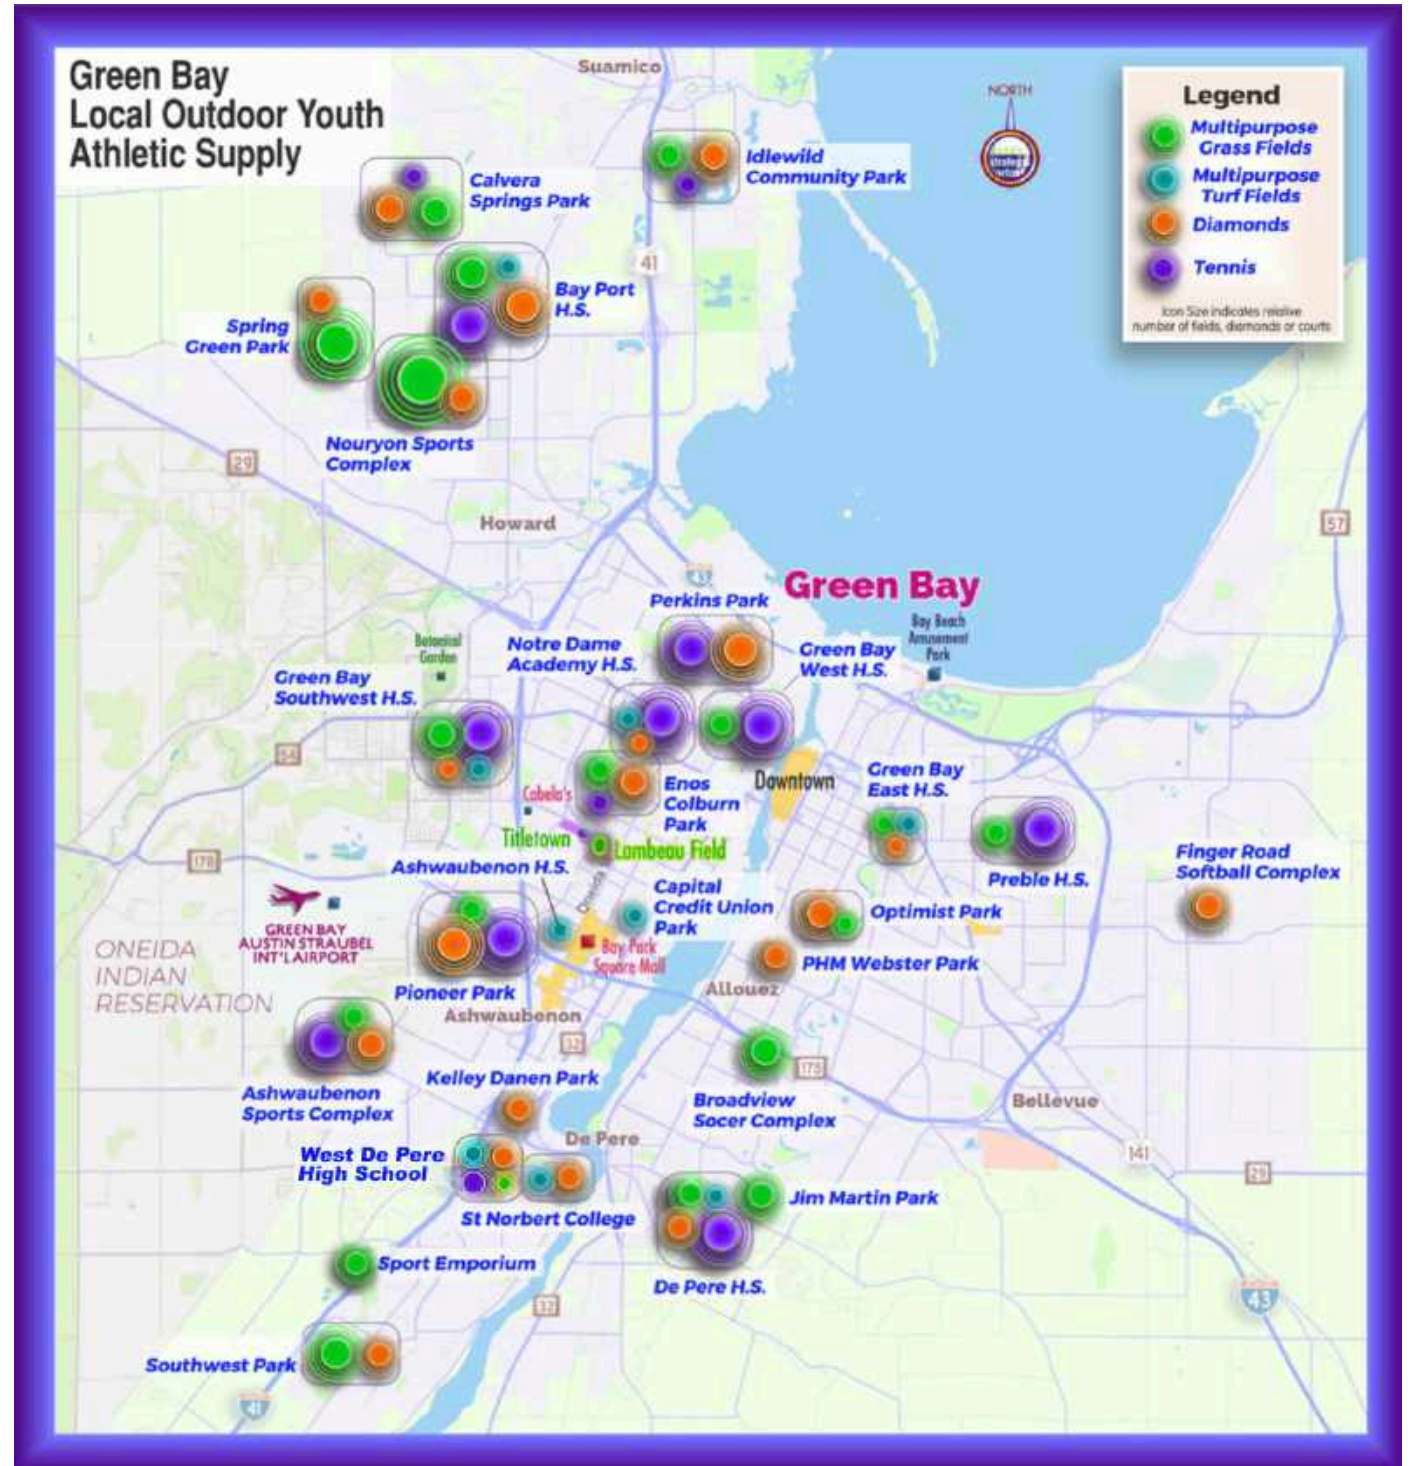 Green Bay
Local Outdoor Youth
Athletic Supply
Suamico
NORTH
Legend
Multipurpose
Grass Fields
Multipurpose
Turf Fields
Diamonds
Tennis
Icon Size indicates relative
number of fields, diamonds or courts
Idlewild
Community Park
Calvera
Springs Park
41
Bay Port
H.S.
Spring
Green Park
Nouryon Sports
Complex
29
57
Howard
43
Green Bay
Perkins Park
Bay Beach
Amusement
Park
Botanical
Garden
Notre Dame
Academy H.S.
Green Bay
West H.S.
Green Bay
Southwest H.S.
54
Downtown
Green Bay
East H.S.
Cabela's
Enos
Colburn
Park
Titletown
Lambeau Field
Preble H.S.
Finger Road
Softball Complex
Ashwaubenon H.S.
Oneida
Capital
Credit Union
Park
Optimist Park
GREEN BAY
AUSTIN STRAUBEL
INT'L AIRPORT
ONEIDA
INDIAN
RESERVATION
Bay Park
Square Mall
PHM Webster Park
Pioneer Park
Allouez
Ashwaubenon
32
Kelley Danen Park
Ashwaubenon
Sports Complex
Broadview
Socer Complex
Bellevue
De Pere
141
29
West De Pere
High School
St Norbert College
Jim Martin Park
Sport Emporium
De Pere H.S.
32
43
Southwest Park
41